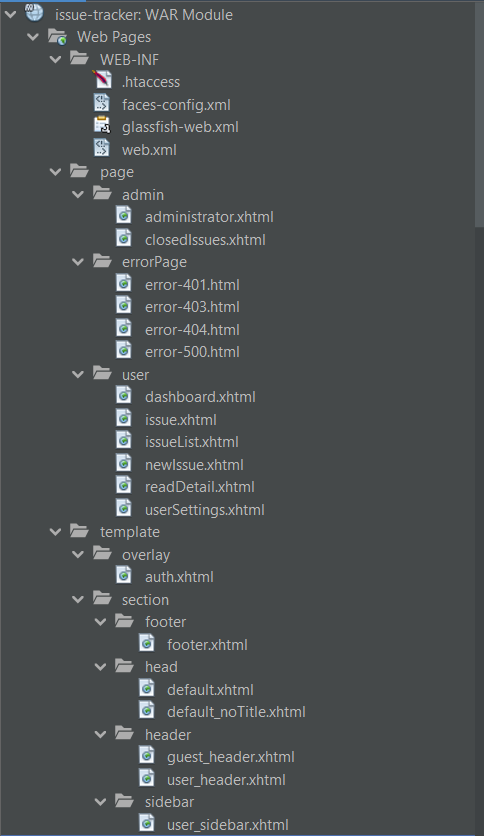 issue-tracker: WAR Module
Web Pages
WEB-INF
.htaccess
faces-config.xml
glassfish-web.xml
web.xml
page
admin
administrator.xhtml
closedIssues.xhtml
errorPage
error-401.html
error-403.html
error-404.html
error-500.html
user
dashboard.xhtml
issue.xhtml
issueList.xhtml
newIssue.xhtml
readDetail.xhtml
userSettings.xhtml
template
overlay
auth.xhtml
section
footer
footer.xhtml
head
default.xhtml
default_noTitle.xhtml
header
guest_header.xhtml
user_header.xhtml
sidebar
user_sidebar.xhtml